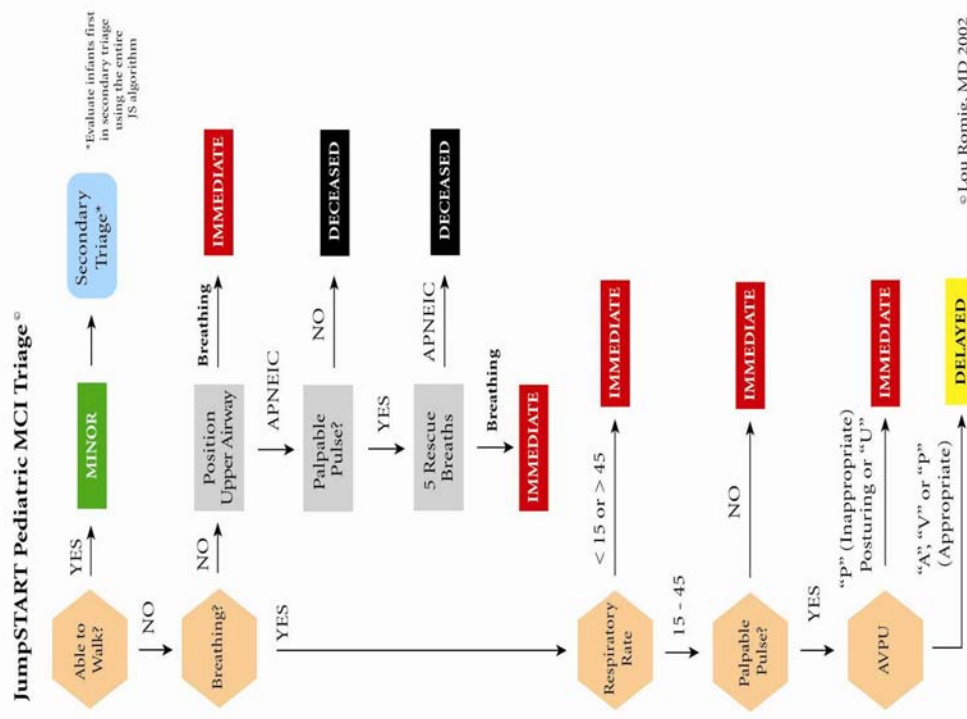 JumpSTART Pediatric MCI Triage©
Able to
Walk?
YES
MINOR
Secondary
Triage*
*Evaluate infants first
in secondary triage
using the entire
JS algorithm
NO
Breathing?
NO
Position
Upper Airway
Breathing
IMMEDIATE
APNEIC
Palpable
Pulse?
NO
DECEASED
YES
5 Rescue
Breaths
APNEIC
DECEASED
Breathing
IMMEDIATE
YES
Respiratory
Rate
< 15 or > 45
IMMEDIATE
15 - 45
Palpable
Pulse?
NO
IMMEDIATE
YES
AVPU
"P" (Inappropriate)
Posturing or "U"
IMMEDIATE
"A", "V" or "P"
(Appropriate)
DELAYED
© Lou Romig, MD 2002